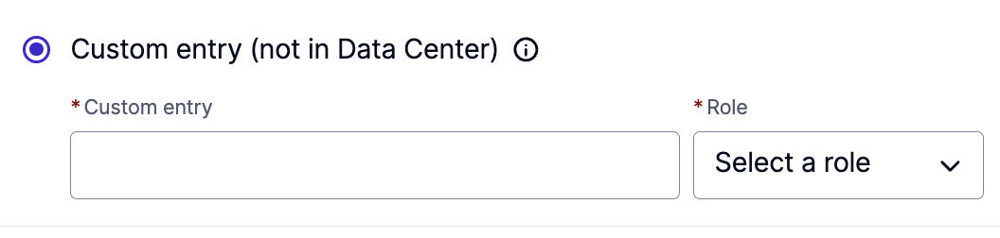 Custom entry (not in Data Center)
*Custom entry
*Role
Select a role